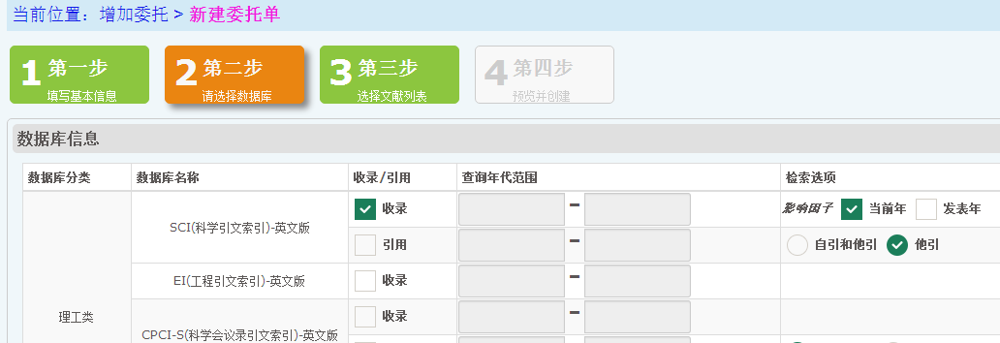 当前位置：增加委托 > 新建委托单
1 第一步 2 第二步 3 第三步 4 第四步
填写基本信息 请选择数据库 选择文献列表 预览并创建
数据库信息
数据库分类 数据库名称 收录/引用 查询年代范围 检索选项
收录 影响因子 当前年 发表年
SCI(科学引文索引)-英文版
引用 自引和他引 他引
EI(工程引文索引)-英文版 收录
理工类 收录
CPCI-S(科学会议录引文索引)-英文版